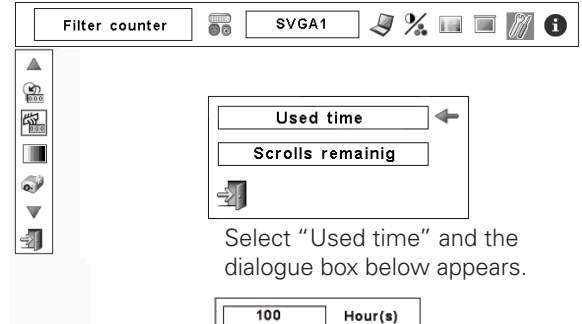 Filter counter
SVGA1
Used time
Scrolls remainig
Select “Used time” and the
dialogue box below appears.
100 Hour(s)